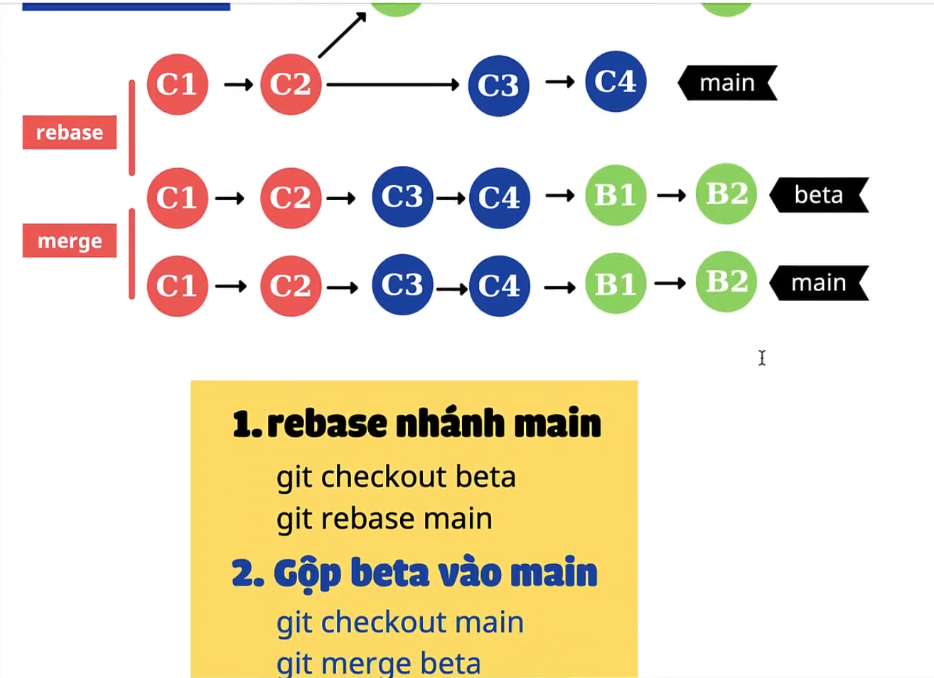 C1 C2 C3 C4 main
rebase
C1 C2 C3 C4 B1 B2 beta
merge
C1 C2 C3 C4 B1 B2 main
1. rebase nhánh main
git checkout beta
git rebase main
2. Gộp beta vào main
git checkout main
git merge beta